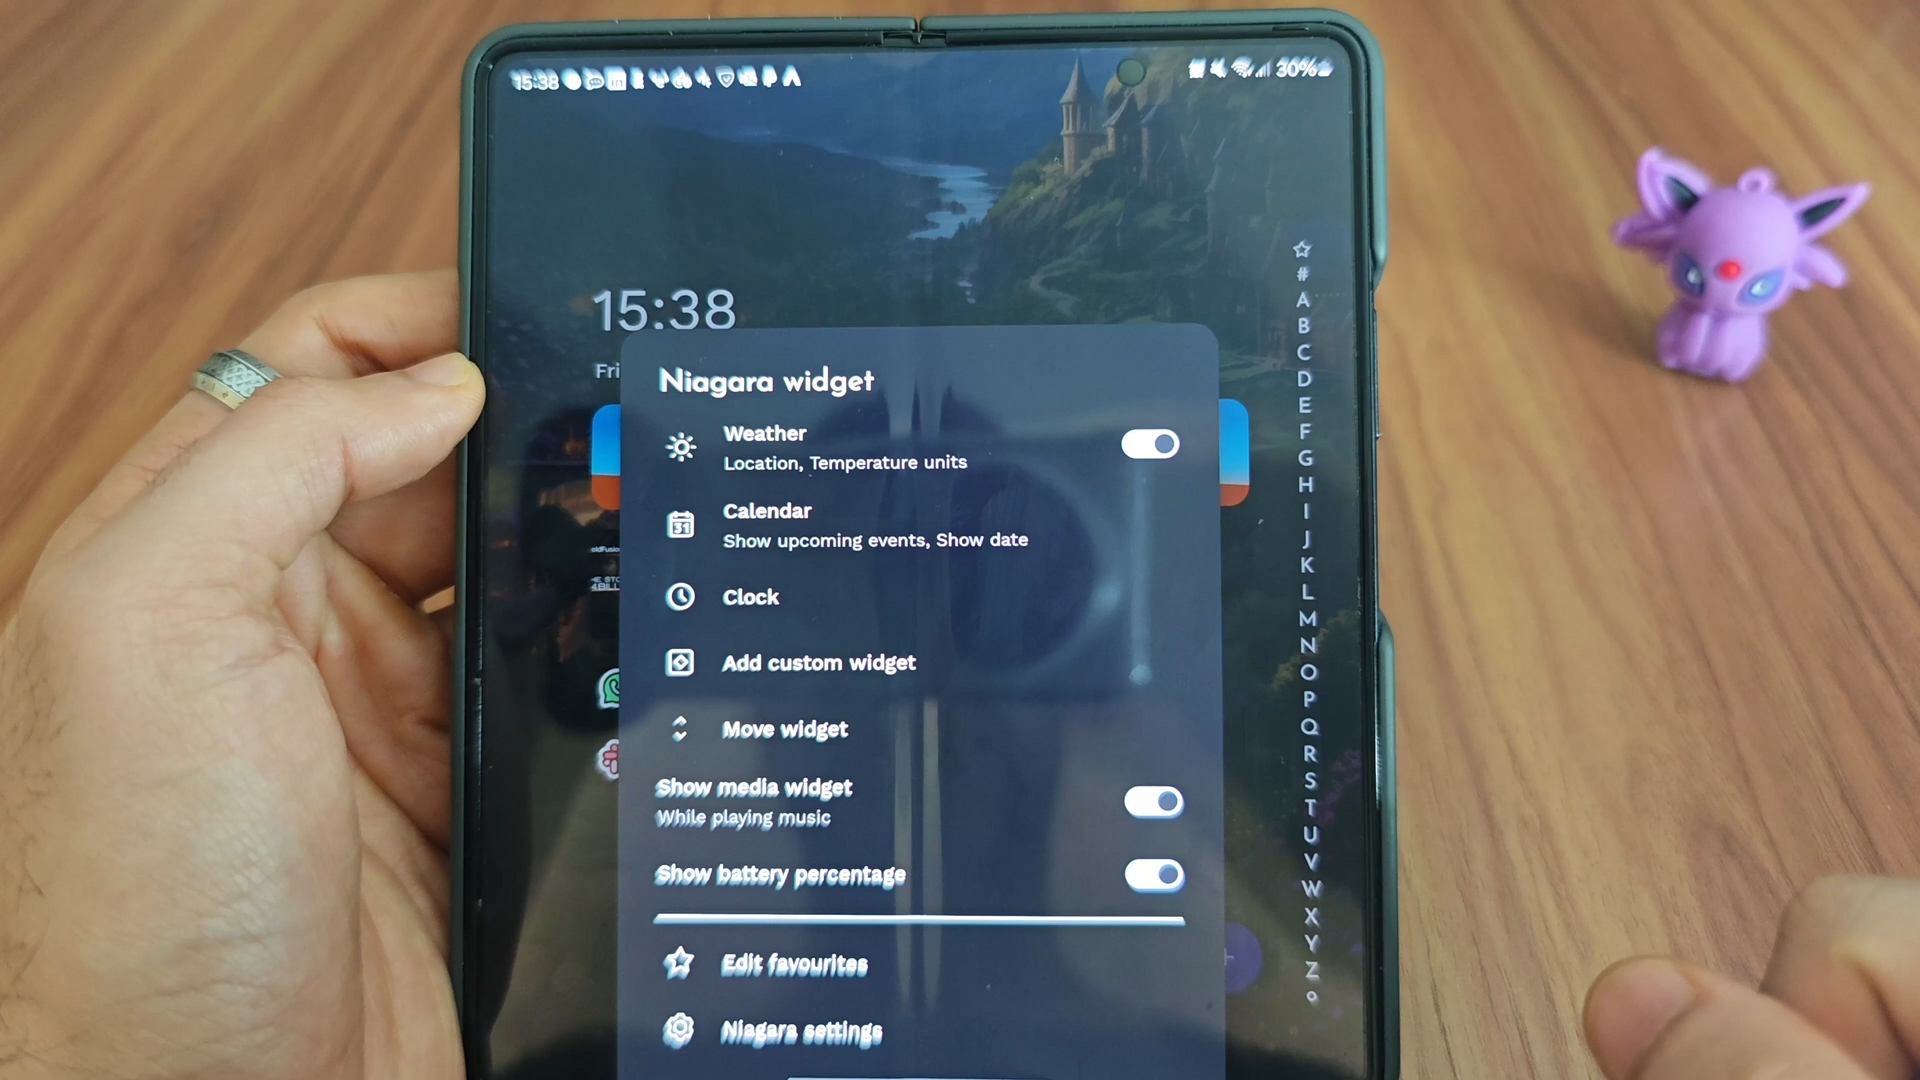 15:38
30%
15:38
Fri
Niagara widget
Weather
Location, Temperature units
31
Calendar
Show upcoming events, Show date
Clock
Add custom widget
Move widget
Show media widget
While playing music
Show battery percentage
Edit favourites
Niagara settings
#
A
B
C
D
E
F
G
H
I
J
K
L
M
N
O
P
Q
R
S
T
U
V
W
X
Y
Z